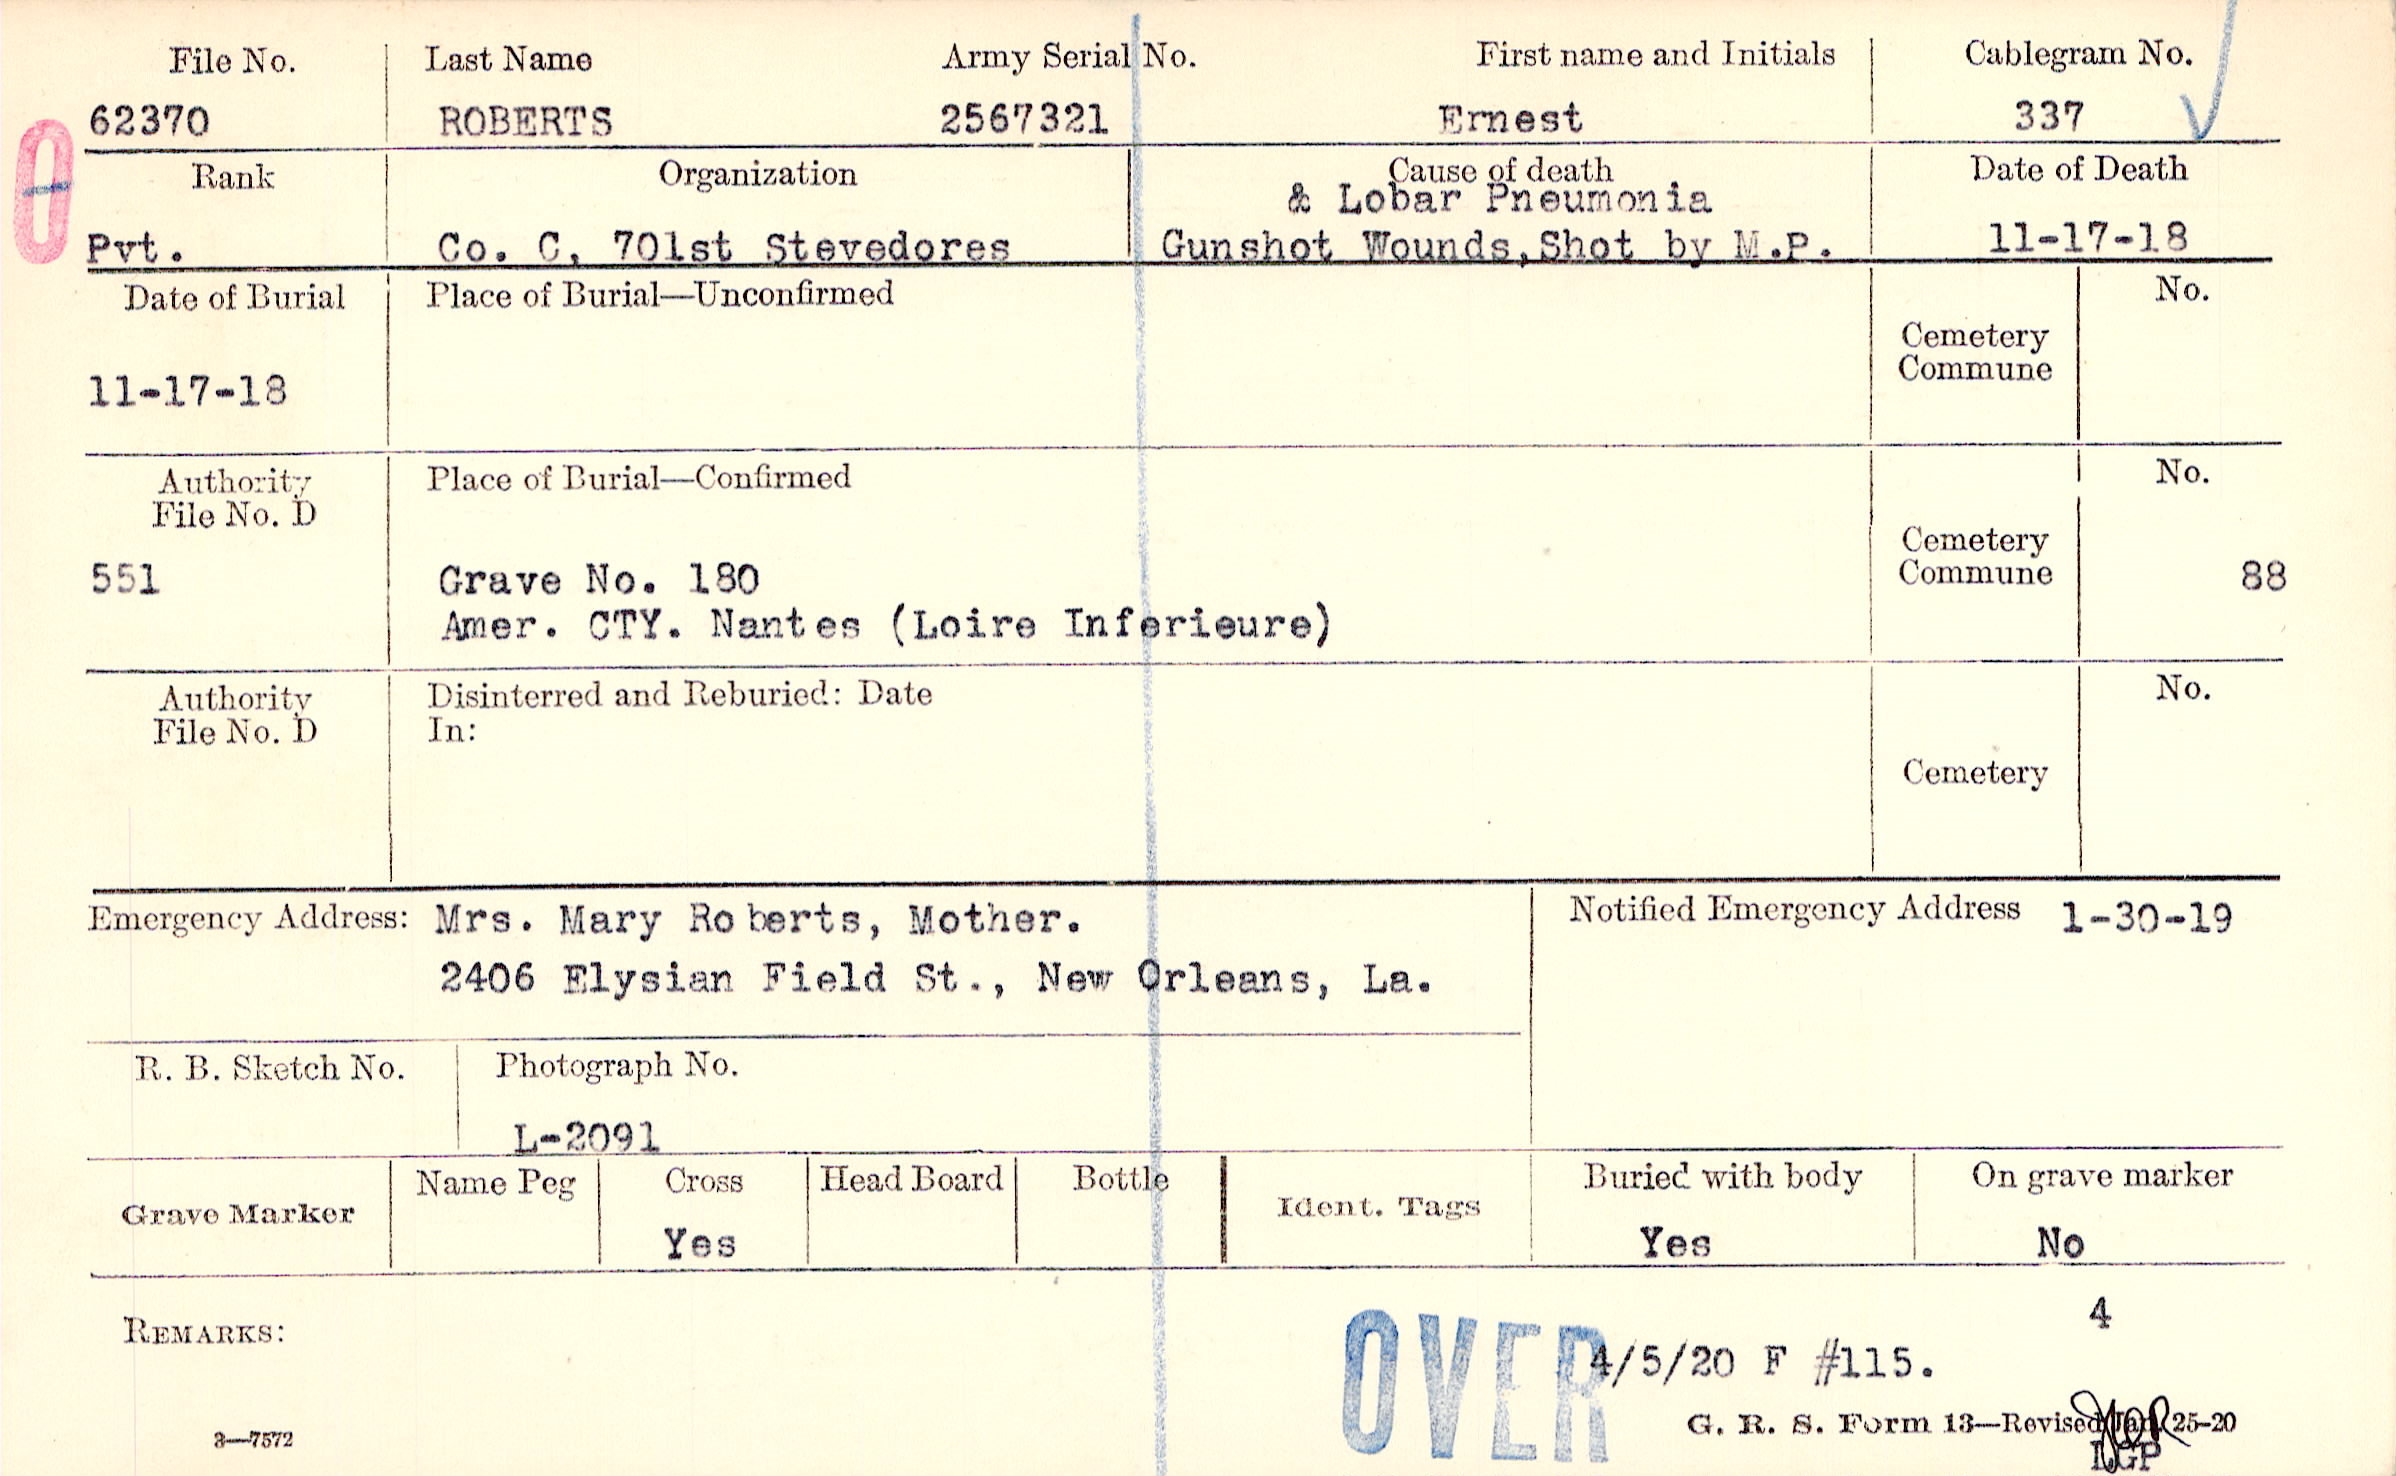 File No. Last Name Army Serial No. First name and Initials Cablegram No.
62370 ROBERTS 2567321 Ernest 337
0
Rank Organization Cause of death Date of Death
& Lobar Pneumonia
Pvt. Co. C, 701st Stevedores Gunshot Wounds,Shot by M.P. 11-17-18
Date of Burial Place of Burial—Unconfirmed No.
Cemetery
Commune
11-17-18
Authority Place of Burial—Confirmed No.
File No. D
Cemetery
Commune
551 Grave No. 180 88
Amer. CTY. Nantes (Loire Inferieure)
Authority Disinterred and Reburied: Date No.
File No. D In:
Cemetery
Emergency Address: Mrs. Mary Roberts, Mother. Notified Emergency Address 1-30-19
2406 Elysian Field St., New Orleans, La.
R. B. Sketch No. Photograph No.
L-2091
Grave Marker Name Peg Cross Head Board Bottle Ident. Tags Buried with body On grave marker
Yes Yes No
4
REMARKS:
OVER
4/5/20 F #115.
G. R. S. Form 13—Revised Jan. 25-20
3—7572
LGP